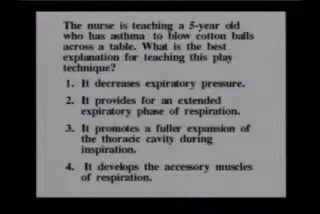 The nurse is teaching a 5-year old
who has asthma to blow cotton balls
across a table. What is the best
explanation for teaching this play
technique?
1. It decreases expiratory pressure.
2. It provides for an extended
expiratory phase of respiration.
3. It promotes a fuller expansion of
the thoracic cavity during
inspiration.
4. It develops the accessory muscles
of respiration.